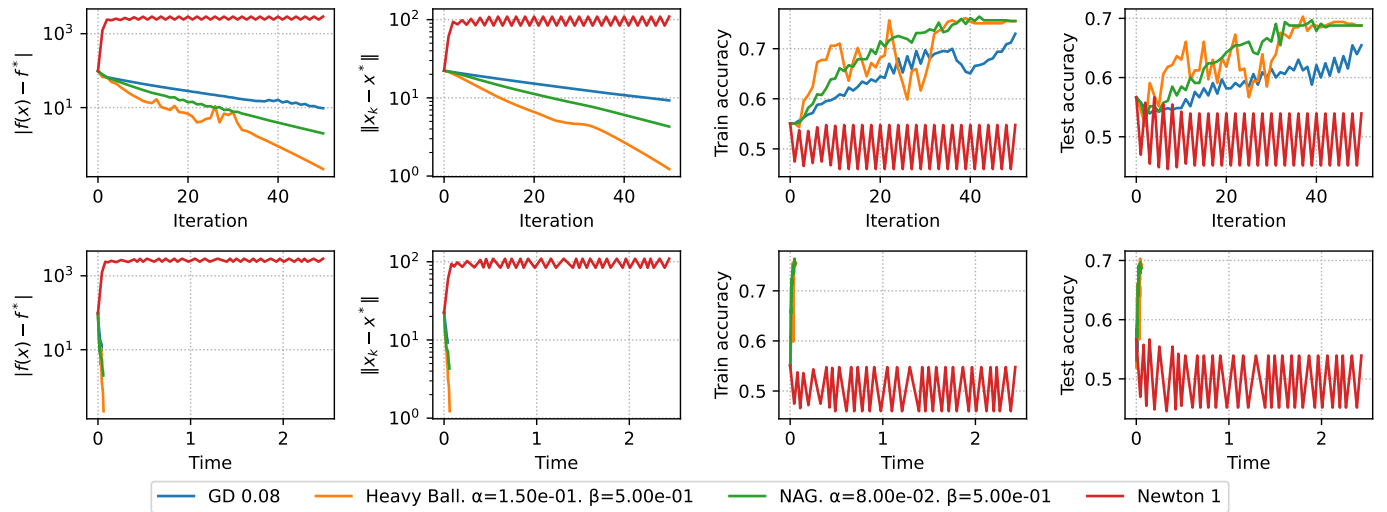 |f(x) − f*|
10³
10¹
0 20 40
Iteration
‖xₖ − x*‖
10²
10¹
10⁰
0 20 40
Iteration
Train accuracy
0.7
0.6
0.5
0 20 40
Iteration
Test accuracy
0.7
0.6
0.5
0 20 40
Iteration
|f(x) − f*|
10³
10¹
0 1 2
Time
‖xₖ − x*‖
10²
10¹
10⁰
0 1 2
Time
Train accuracy
0.7
0.6
0.5
0 1 2
Time
Test accuracy
0.7
0.6
0.5
0 1 2
Time
GD 0.08 Heavy Ball. α=1.50e-01. β=5.00e-01 NAG. α=8.00e-02. β=5.00e-01 Newton 1